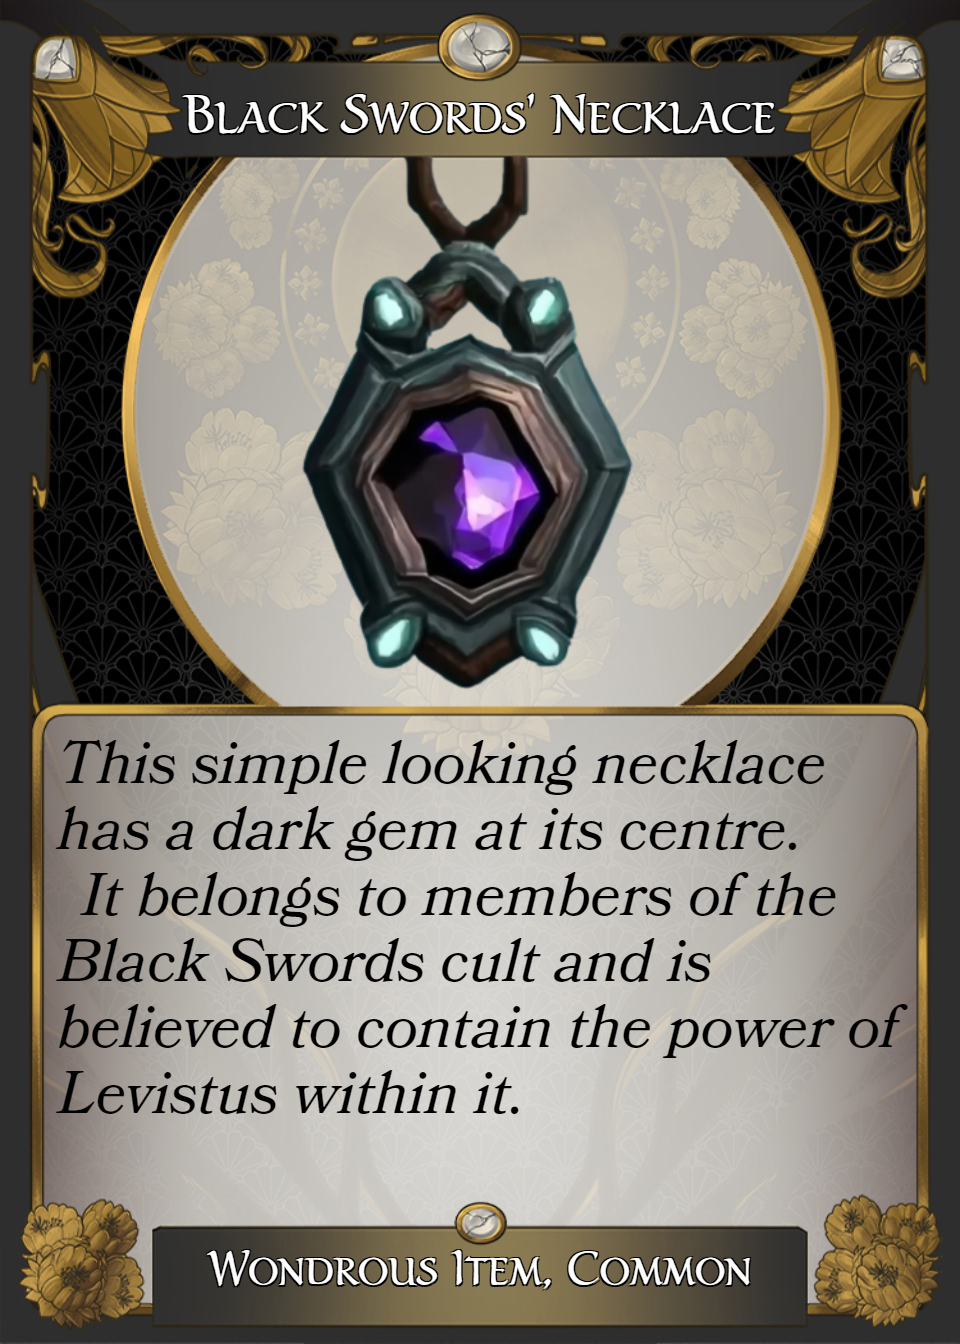 Black Swords' Necklace
This simple looking necklace
has a dark gem at its centre.
It belongs to members of the
Black Swords cult and is
believed to contain the power of
Levistus within it.
Wondrous Item, Common